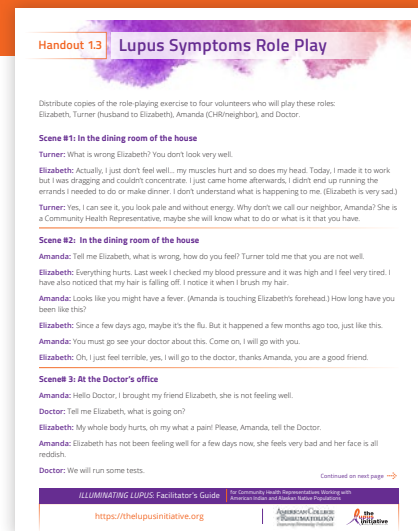 Handout 1.3
Lupus Symptoms Role Play
Distribute copies of the role-playing exercise to four volunteers who will play these roles:
Elizabeth, Turner (husband to Elizabeth), Amanda (CHR/neighbor), and Doctor.
Scene #1: In the dining room of the house
Turner: What is wrong Elizabeth? You don't look very well.
Elizabeth: Actually, I just don't feel well... my muscles hurt and so does my head. Today, I made it to work
but I was dragging and couldn't concentrate. I just came home afterwards, I didn't end up running the
errands I needed to do or make dinner. I don't understand what is happening to me. (Elizabeth is very sad.)
Turner: Yes, I can see it, you look pale and without energy. Why don't we call our neighbor, Amanda? She is
a Community Health Representative, maybe she will know what to do or what is it that you have.
Scene #2: In the dining room of the house
Amanda: Tell me Elizabeth, what is wrong, how do you feel? Turner told me that you are not well.
Elizabeth: Everything hurts. Last week I checked my blood pressure and it was high and I feel very tired. I
have also noticed that my hair is falling off. I notice it when I brush my hair.
Amanda: Looks like you might have a fever. (Amanda is touching Elizabeth's forehead.) How long have you
been like this?
Elizabeth: Since a few days ago, maybe it's the flu. But it happened a few months ago too, just like this.
Amanda: You must go see your doctor about this. Come on, I will go with you.
Elizabeth: Oh, I just feel terrible, yes, I will go to the doctor, thanks Amanda, you are a good friend.
Scene# 3: At the Doctor's office
Amanda: Hello Doctor, I brought my friend Elizabeth, she is not feeling well.
Doctor: Tell me Elizabeth, what is going on?
Elizabeth: My whole body hurts, oh my what a pain! Please, Amanda, tell the Doctor.
Amanda: Elizabeth has not been feeling well for a few days now, she feels very bad and her face is all
reddish.
Doctor: We will run some tests.
Continued on next page
ILLUMINATING LUPUS: Facilitator's Guide
for Community Health Representatives Working with
American Indian and Alaskan Native Populations
https://thelupusinitiative.org
AMERICAN COLLEGE
of RHEUMATOLOGY
the
lupus
initiative